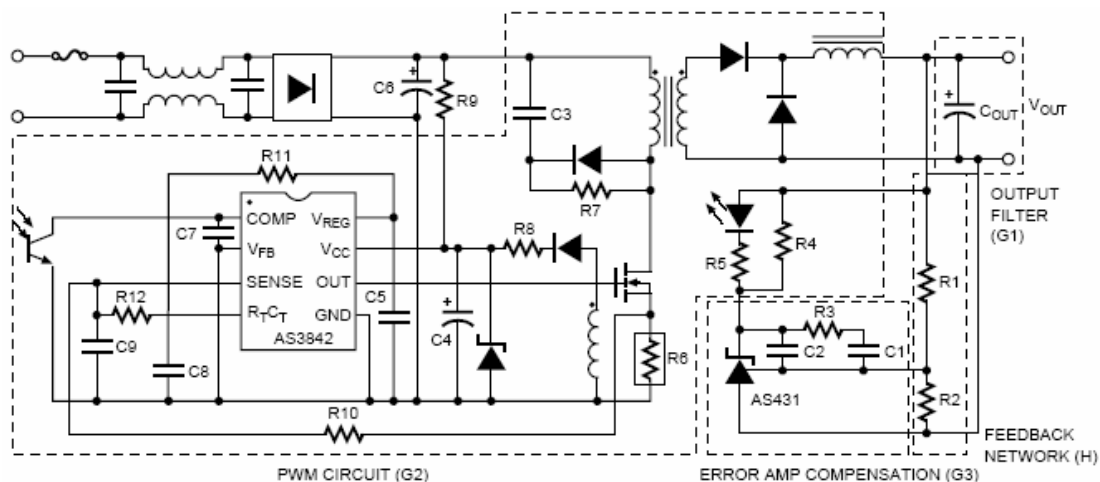 C6
R9
C3
COUT
VOUT
R11
R7
OUTPUT
FILTER
(G1)
C7
COMP
VREG
VFB
VCC
R8
R5
R4
SENSE
OUT
R1
R12
RTCT
GND
C5
AS3842
C4
R6
R3
C2
C1
C9
C8
AS431
R2
R10
FEEDBACK
NETWORK (H)
PWM CIRCUIT (G2)
ERROR AMP COMPENSATION (G3)